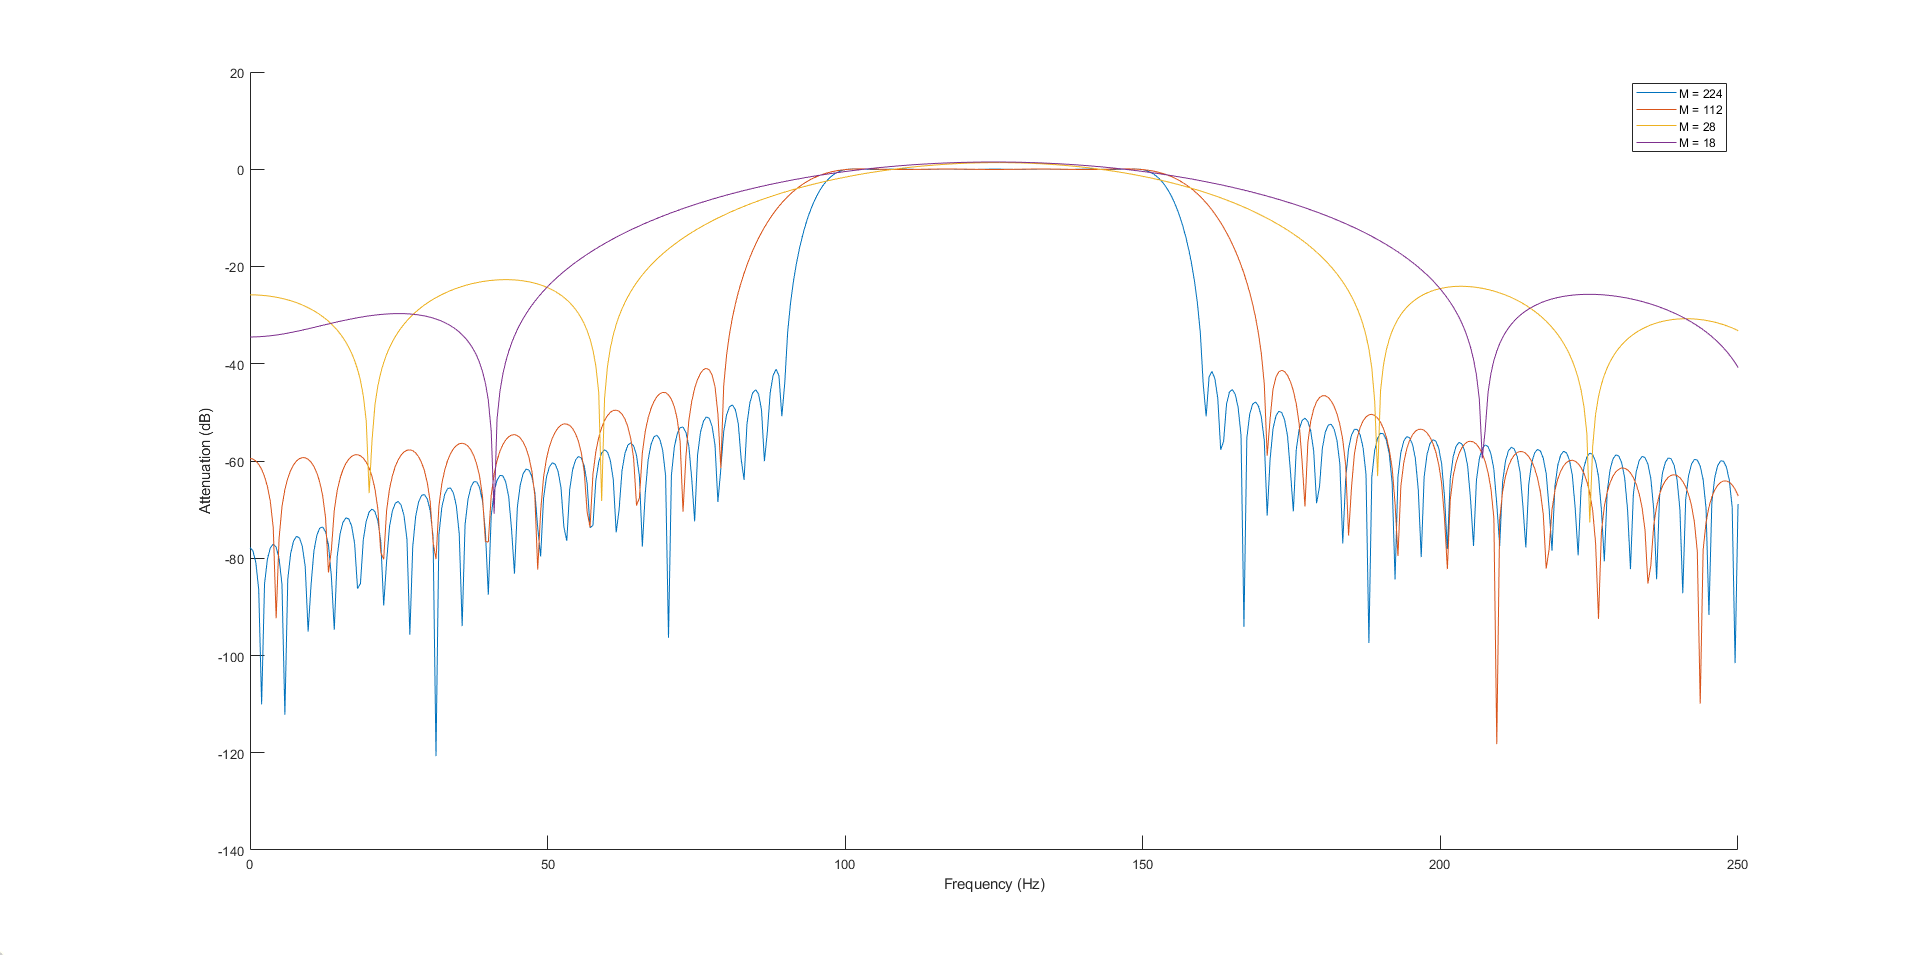 20
0
-20
-40
-60
-80
-100
-120
-140
Attenuation (dB)
0 50 100 150 200 250
Frequency (Hz)
M = 224
M = 112
M = 28
M = 18